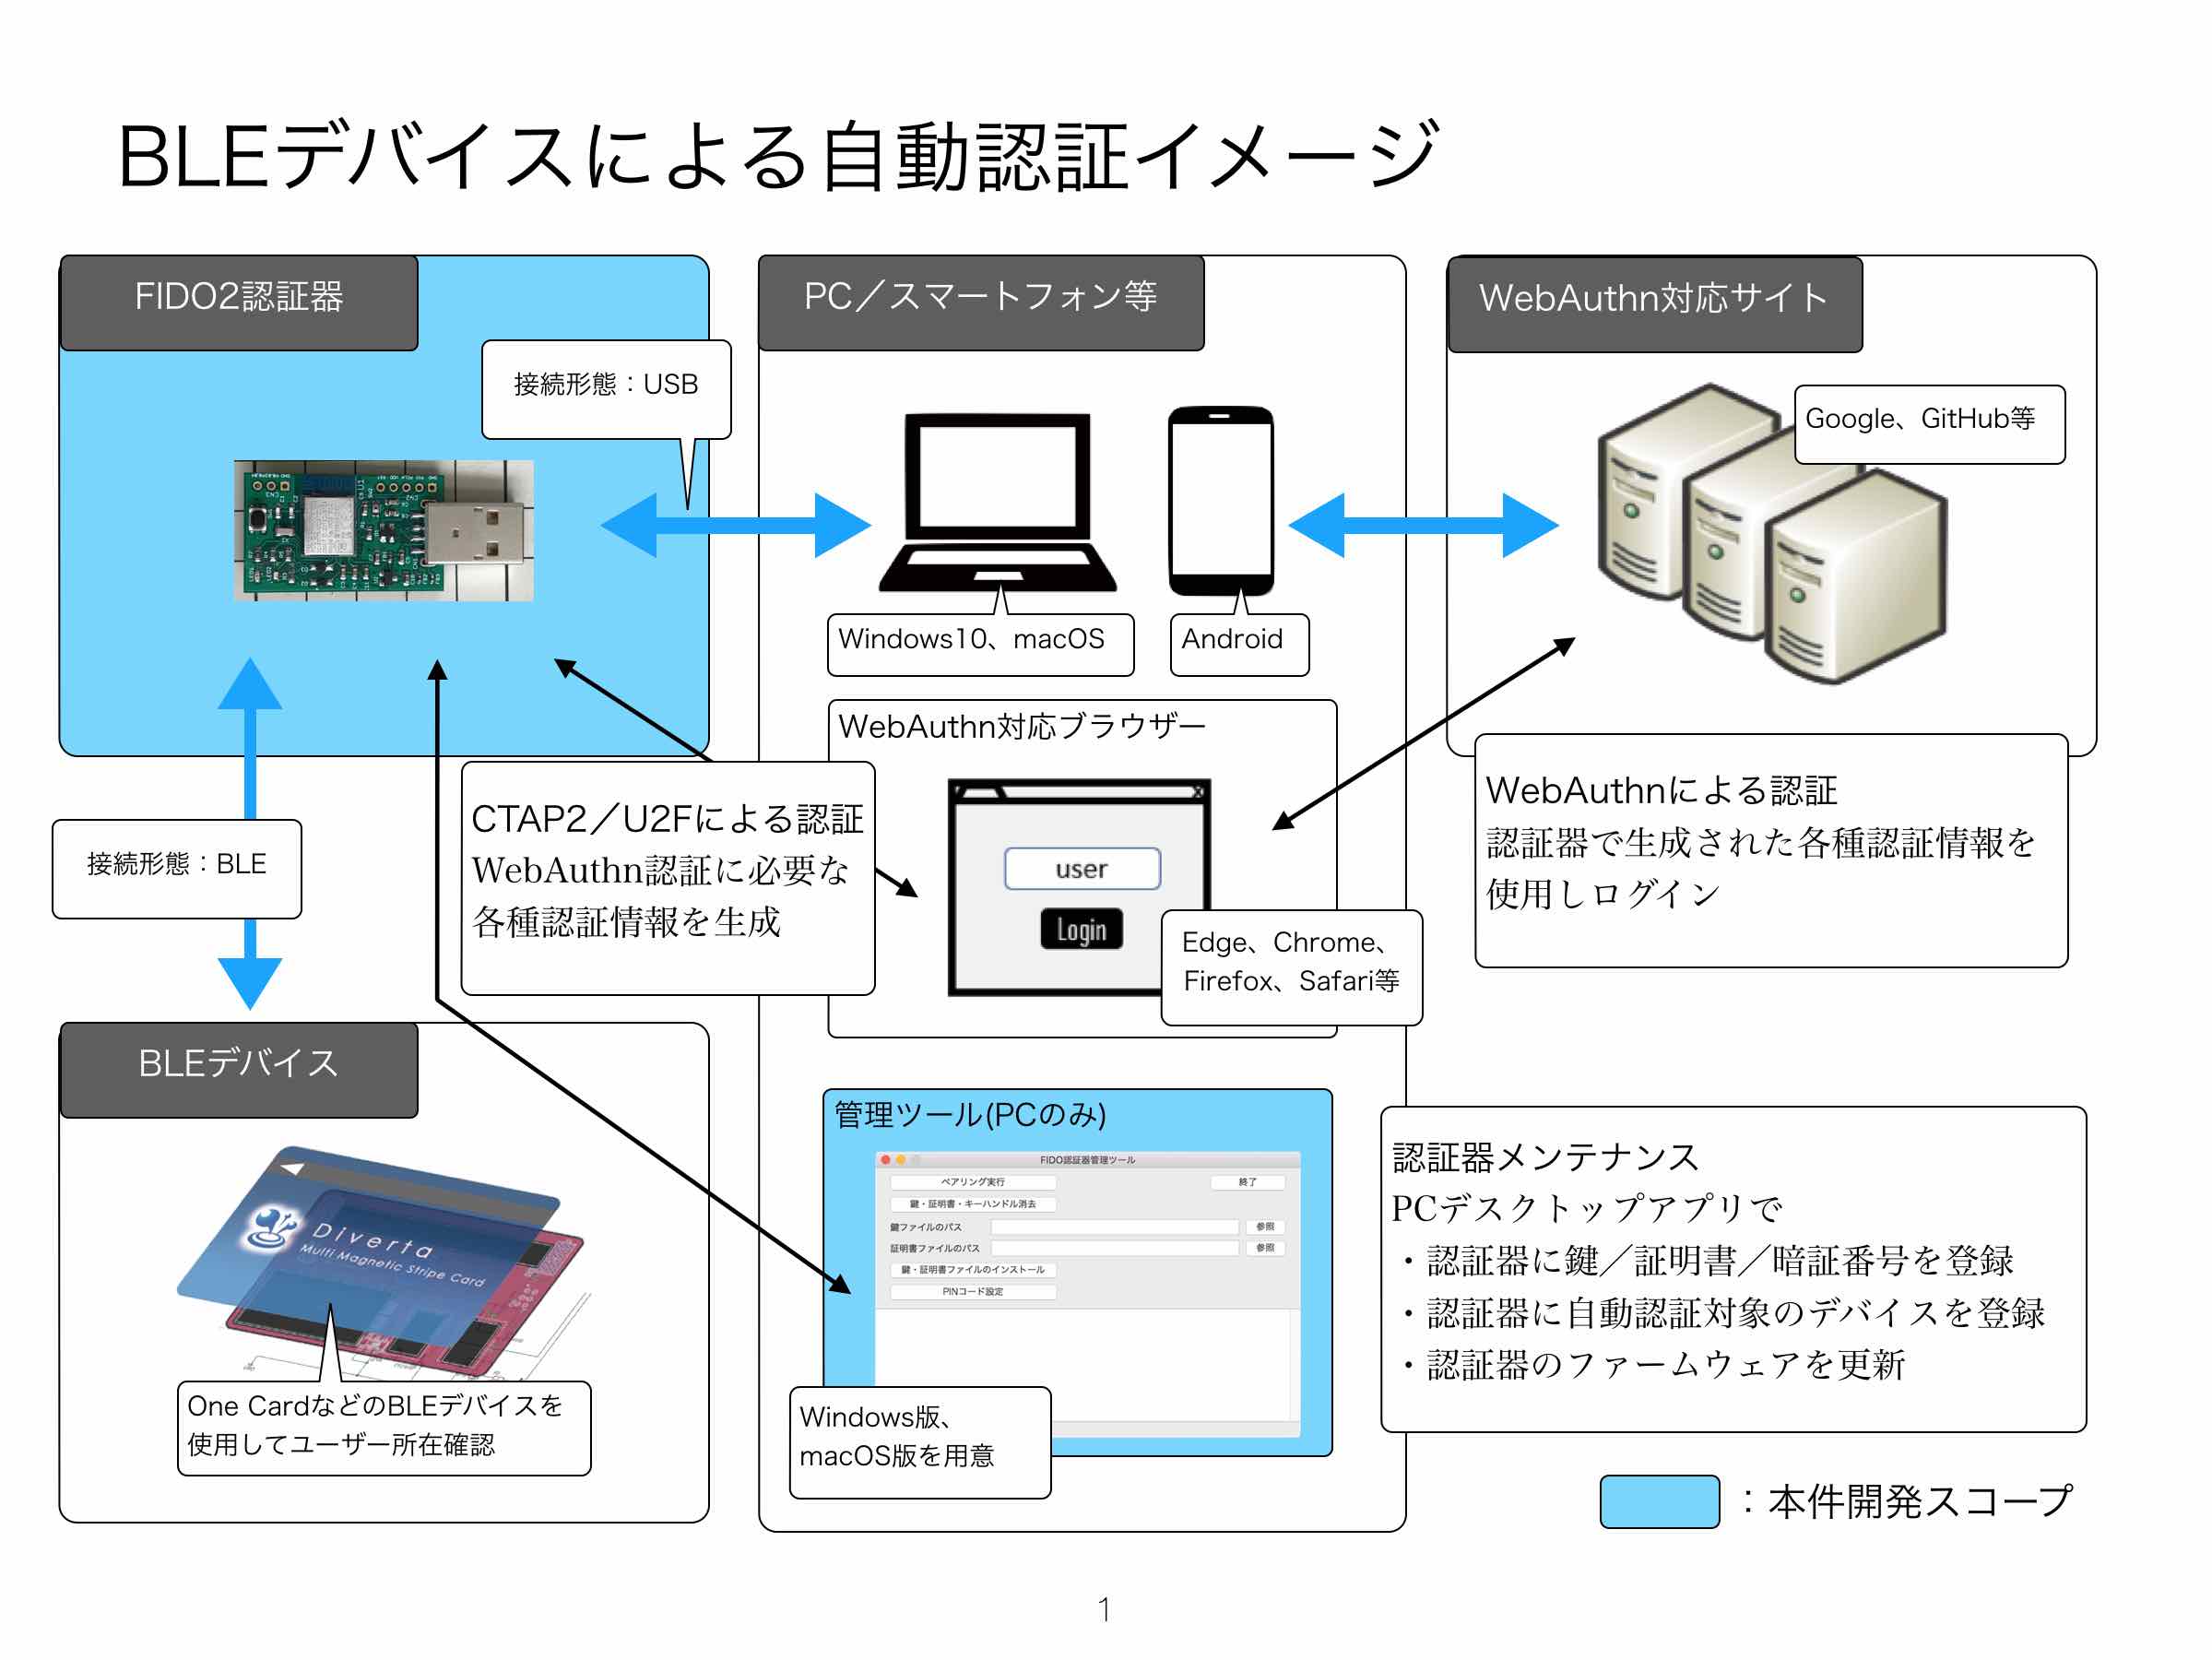 BLEデバイスによる自動認証イメージ
FIDO2認証器
接続形態：USB
PC／スマートフォン等
Windows10、macOS
Android
WebAuthn対応サイト
Google、GitHub等
WebAuthn対応ブラウザー
user
Login
Edge、Chrome、
Firefox、Safari等
CTAP2／U2Fによる認証
WebAuthn認証に必要な
各種認証情報を生成
WebAuthnによる認証
認証器で生成された各種認証情報を
使用しログイン
接続形態：BLE
BLEデバイス
Diverta
Multi Magnetic Stripe Card
One CardなどのBLEデバイスを
使用してユーザー所在確認
管理ツール(PCのみ)
FIDO認証器管理ツール
ペアリング実行
終了
鍵・証明書・キーハンドル消去
鍵ファイルのパス
参照
証明書ファイルのパス
参照
鍵・証明書ファイルのインストール
PINコード設定
Windows版、
macOS版を用意
認証器メンテナンス
PCデスクトップアプリで
・認証器に鍵／証明書／暗証番号を登録
・認証器に自動認証対象のデバイスを登録
・認証器のファームウェアを更新
：本件開発スコープ
1